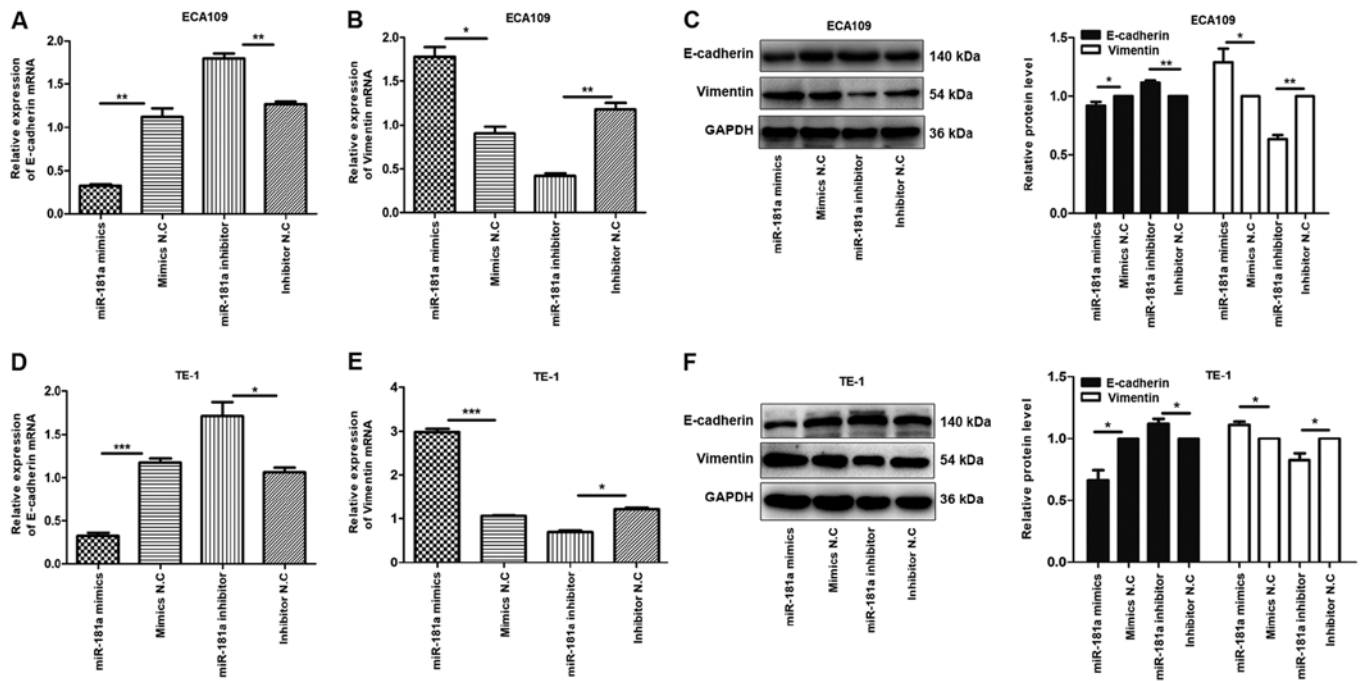 A
ECA109
Relative expression
of E-cadherin mRNA
2.0
1.5
1.0
0.5
0.0
**
**
miR-181a mimics
Mimics N.C
miR-181a inhibitor
Inhibitor N.C
B
ECA109
Relative expression
of Vimentin mRNA
2.0
1.5
1.0
0.5
0.0
*
**
miR-181a mimics
Mimics N.C
miR-181a inhibitor
Inhibitor N.C
C
ECA109
E-cadherin 140 kDa
Vimentin 54 kDa
GAPDH 36 kDa
miR-181a mimics
Mimics N.C
miR-181a inhibitor
Inhibitor N.C
ECA109
E-cadherin
Vimentin
Relative protein level
1.5
1.0
0.5
0.0
*
**
*
**
miR-181a mimics
Mimics N.C
miR-181a inhibitor
Inhibitor N.C
miR-181a mimics
Mimics N.C
miR-181a inhibitor
Inhibitor N.C
D
TE-1
Relative expression
of E-cadherin mRNA
2.0
1.5
1.0
0.5
0.0
***
*
miR-181a mimics
Mimics N.C
miR-181a inhibitor
Inhibitor N.C
E
TE-1
Relative expression
of Vimentin mRNA
4
3
2
1
0
***
*
miR-181a mimics
Mimics N.C
miR-181a inhibitor
Inhibitor N.C
F
TE-1
E-cadherin 140 kDa
Vimentin 54 kDa
GAPDH 36 kDa
miR-181a mimics
Mimics N.C
miR-181a inhibitor
Inhibitor N.C
TE-1
E-cadherin
Vimentin
Relative protein level
1.5
1.0
0.5
0.0
*
*
*
*
miR-181a mimics
Mimics N.C
miR-181a inhibitor
Inhibitor N.C
miR-181a mimics
Mimics N.C
miR-181a inhibitor
Inhibitor N.C